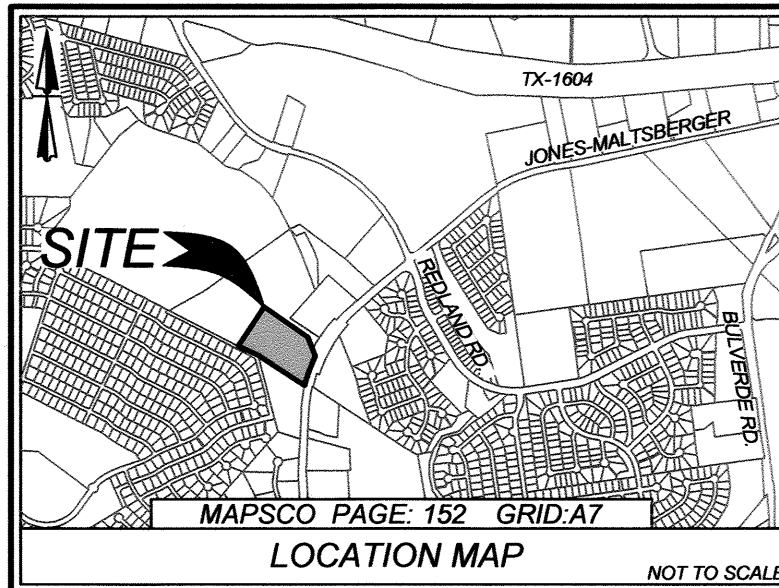 TX-1604
JONES-MALTSBERGER
SITE
REDLAND RD.
BULVERDE RD.
MAPSCO PAGE: 152 GRID:A7
LOCATION MAP
NOT TO SCALE